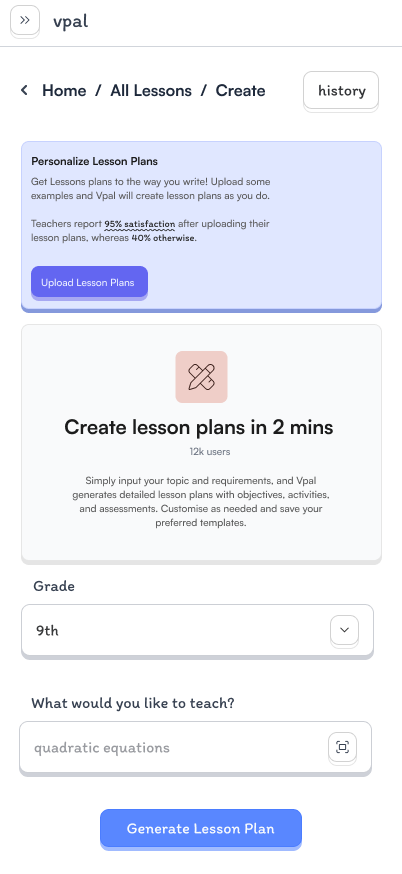 vpal
Home / All Lessons / Create
history
Personalize Lesson Plans
Get Lessons plans to the way you write! Upload some
examples and Vpal will create lesson plans as you do.
Teachers report 95% satisfaction after uploading their
lesson plans, whereas 40% otherwise.
Upload Lesson Plans
Create lesson plans in 2 mins
12k users
Simply input your topic and requirements, and Vpal
generates detailed lesson plans with objectives, activities,
and assessments. Customise as needed and save your
preferred templates.
Grade
9th
What would you like to teach?
quadratic equations
Generate Lesson Plan